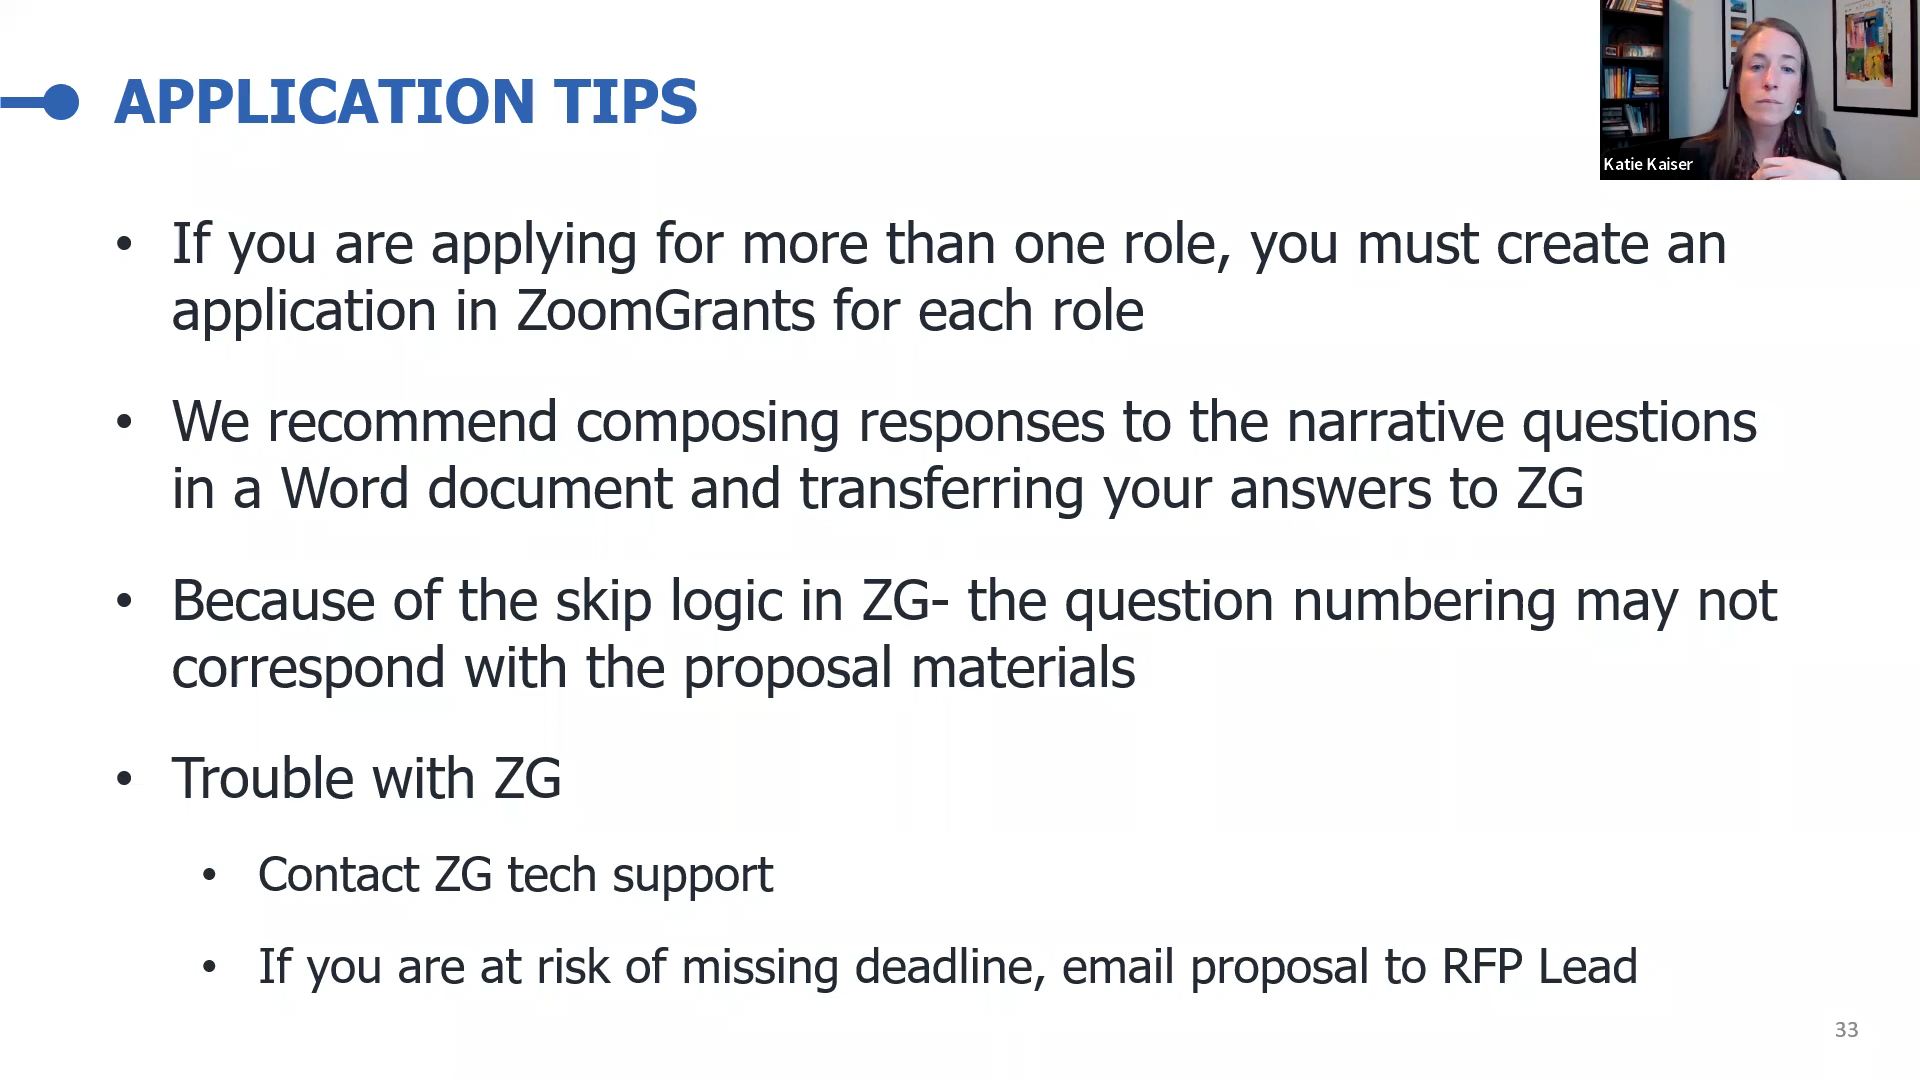 APPLICATION TIPS
Katie Kaiser
• If you are applying for more than one role, you must create an
application in ZoomGrants for each role
• We recommend composing responses to the narrative questions
in a Word document and transferring your answers to ZG
• Because of the skip logic in ZG- the question numbering may not
correspond with the proposal materials
• Trouble with ZG
• Contact ZG tech support
• If you are at risk of missing deadline, email proposal to RFP Lead
33